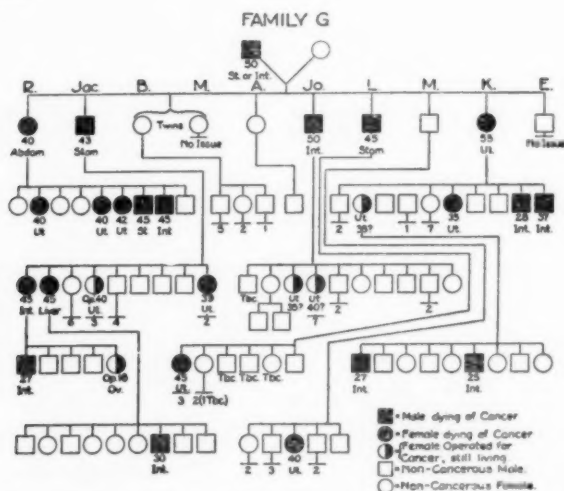 FAMILY G
50
St. or Int.
R. Jac. B. M. A. Jo. L. M. K. E.
Twins
40 43 50 45 53
Abdom Stom No Issue Int. Stom Ut. No Issue
40 40 42 45 45
Ut Ut. Ut St. Int
5 2 1
2 Ut 38? 1 7 35 Ut. 28 Int. 37 Int.
45 45 Op.40 39
Int. Liver 6 Ut. 3 4 Ut. 2
Tbc. Ut 35? Ut. 40? 7 2 2
27 Op.18
Int. Ov.
45 Tbc Tbc. Tbc.
Ut.
3 2(1Tbc.)
27 25
Int. Int.
30
Int.
2 3 40 2
Ut.
=Male dying of Cancer
=Female dying of Cancer
Female Operated for
Cancer, still living
=Non-Cancerous Male.
=Non-Cancerous Female.